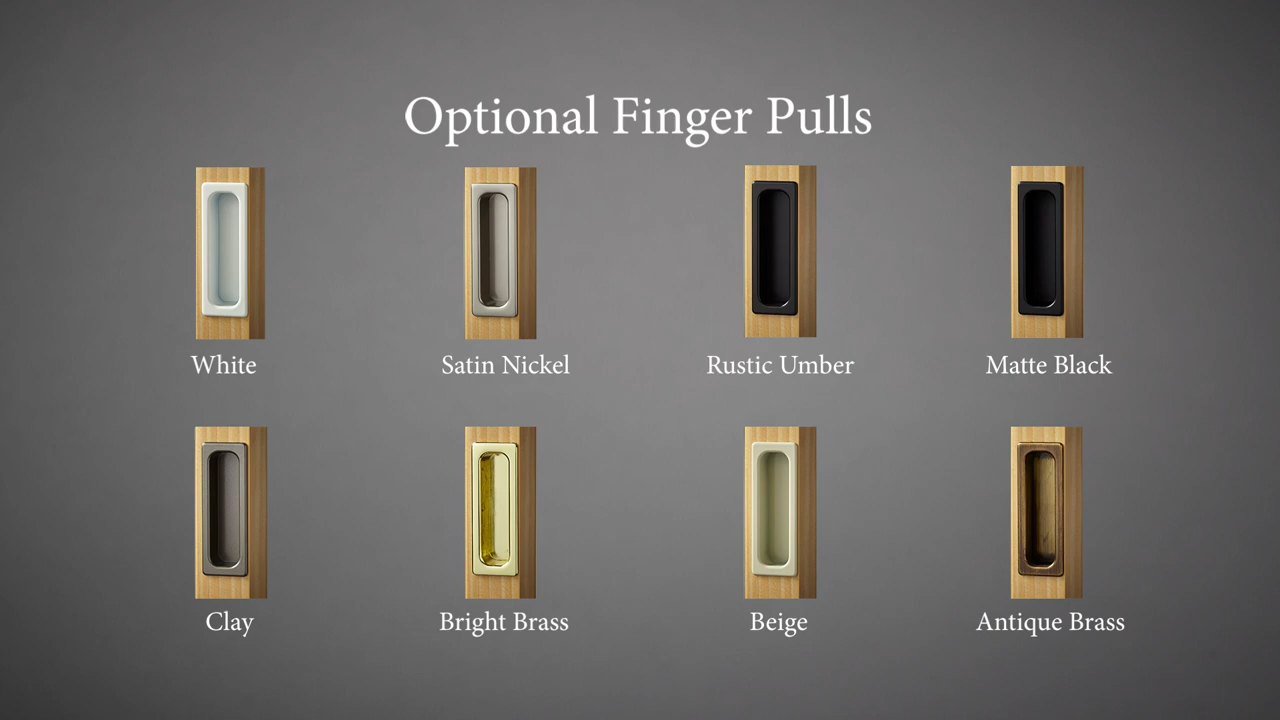 Optional Finger Pulls
White
Satin Nickel
Rustic Umber
Matte Black
Clay
Bright Brass
Beige
Antique Brass